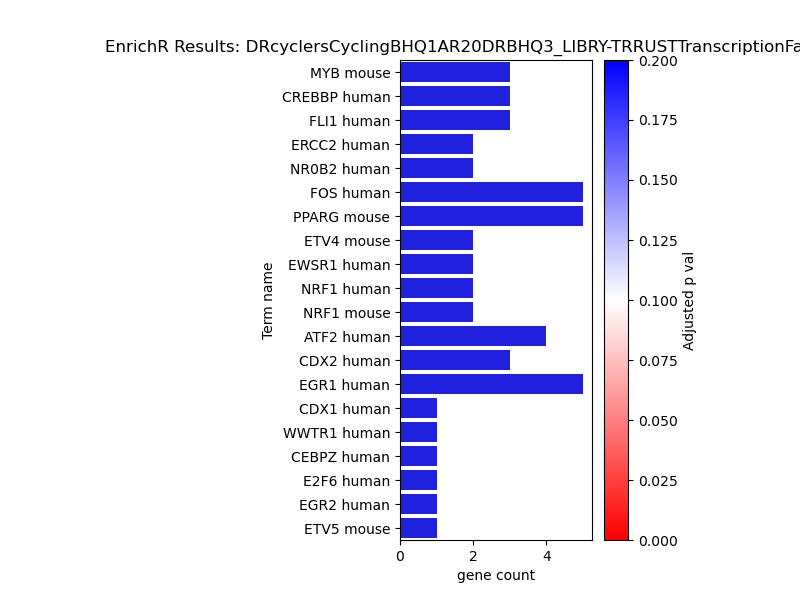 EnrichR Results: DRcyclersCyclingBHQ1AR20DRBHQ3_LIBRY-TRRUSTTranscriptionFa
MYB mouse
CREBBP human
FLI1 human
ERCC2 human
NR0B2 human
FOS human
PPARG mouse
ETV4 mouse
EWSR1 human
NRF1 human
NRF1 mouse
ATF2 human
CDX2 human
EGR1 human
CDX1 human
WWTR1 human
CEBPZ human
E2F6 human
EGR2 human
ETV5 mouse
Term name
0 2 4
gene count
0.200
0.175
0.150
0.125
0.100
0.075
0.050
0.025
0.000
Adjusted p val